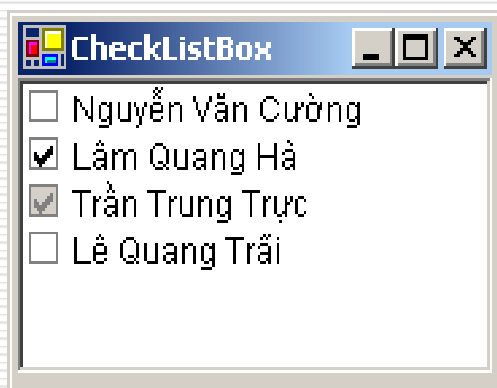 CheckListBox
Nguyễn Văn Cường
Lâm Quang Hà
Trần Trung Trực
Lê Quang Trãi